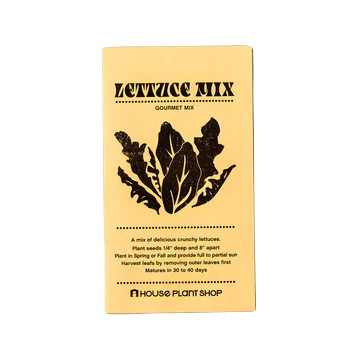 LETTUCE MIX
GOURMET MIX
A mix of delicious crunchy lettuces.
Plant seeds 1/4" deep and 8" apart
Plant in Spring or Fall and provide full to partial sun
Harvest leafs by removing outer leaves first
Matures in 30 to 40 days
HOUSE PLANT SHOP